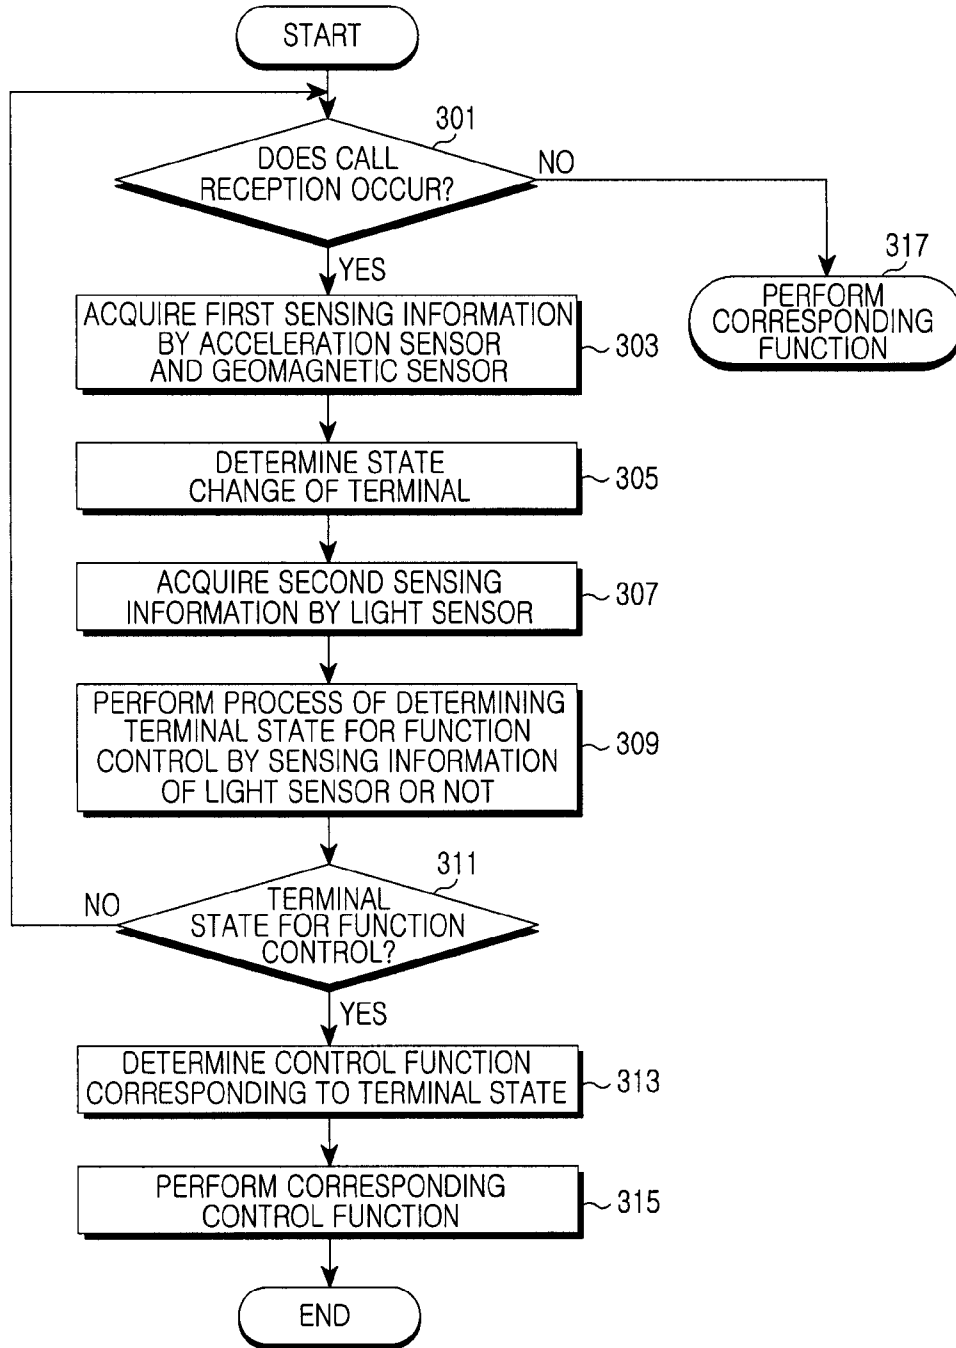 START
301
DOES CALL
RECEPTION OCCUR?
NO
YES
317
PERFORM
CORRESPONDING
FUNCTION
ACQUIRE FIRST SENSING INFORMATION
BY ACCELERATION SENSOR
AND GEOMAGNETIC SENSOR
303
DETERMINE STATE
CHANGE OF TERMINAL
305
ACQUIRE SECOND SENSING
INFORMATION BY LIGHT SENSOR
307
PERFORM PROCESS OF DETERMINING
TERMINAL STATE FOR FUNCTION
CONTROL BY SENSING INFORMATION
OF LIGHT SENSOR OR NOT
309
311
TERMINAL
STATE FOR FUNCTION
CONTROL?
NO
YES
DETERMINE CONTROL FUNCTION
CORRESPONDING TO TERMINAL STATE
313
PERFORM CORRESPONDING
CONTROL FUNCTION
315
END